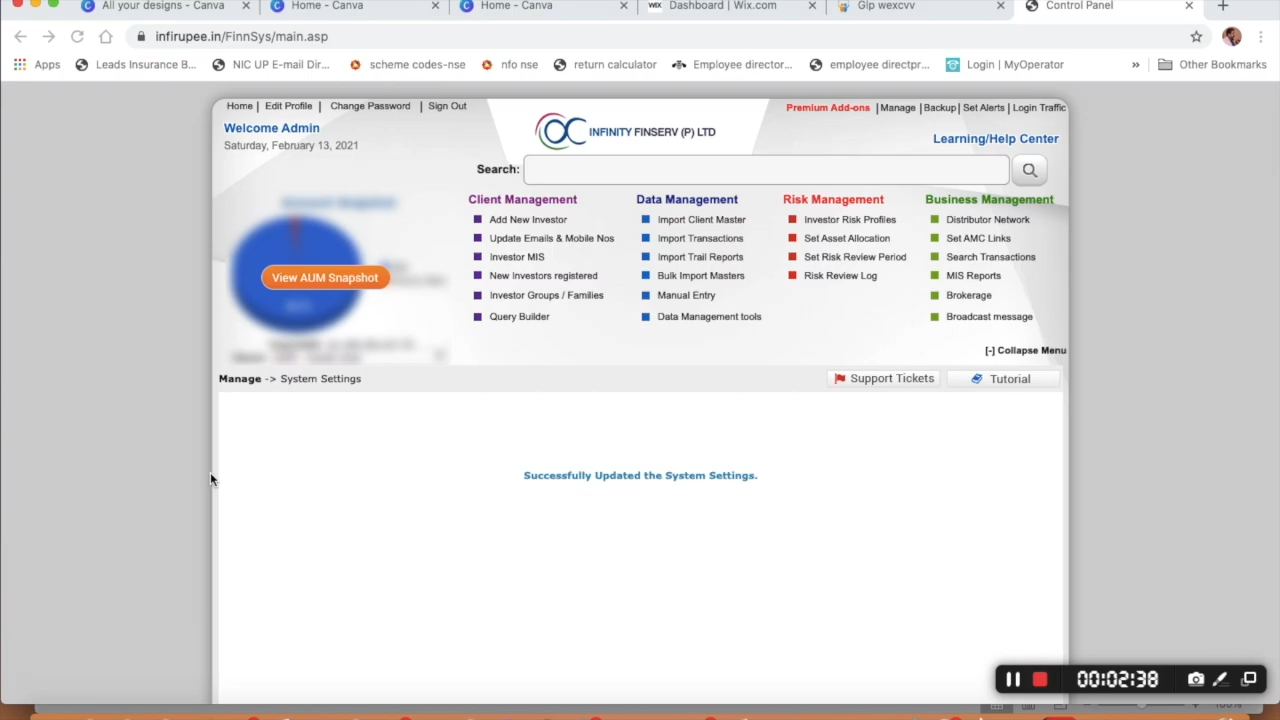 All your designs - Canva
Home - Canva
Home - Canva
WIX Dashboard | Wix.com
Glp wexcvv
Control Panel
infirupee.in/FinnSys/main.asp
Apps
Leads Insurance B...
NIC UP E-mail Dir...
scheme codes-nse
nfo nse
return calculator
Employee director...
employee directpr...
Login | MyOperator
»
Other Bookmarks
Home | Edit Profile | Change Password | Sign Out
Premium Add-ons | Manage | Backup | Set Alerts | Login Traffic
Welcome Admin
Saturday, February 13, 2021
INFINITY FINSERV (P) LTD
Learning/Help Center
Search:
View AUM Snapshot
Client Management
Add New Investor
Update Emails & Mobile Nos
Investor MIS
New Investors registered
Investor Groups / Families
Query Builder
Data Management
Import Client Master
Import Transactions
Import Trail Reports
Bulk Import Masters
Manual Entry
Data Management tools
Risk Management
Investor Risk Profiles
Set Asset Allocation
Set Risk Review Period
Risk Review Log
Business Management
Distributor Network
Set AMC Links
Search Transactions
MIS Reports
Brokerage
Broadcast message
[-] Collapse Menu
Manage -> System Settings
Support Tickets
Tutorial
Successfully Updated the System Settings.
00:02:38